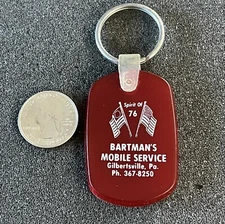 Spirit Of
76
BARTMAN'S
MOBILE SERVICE
Gilbertsville, Pa.
Ph. 367-8250